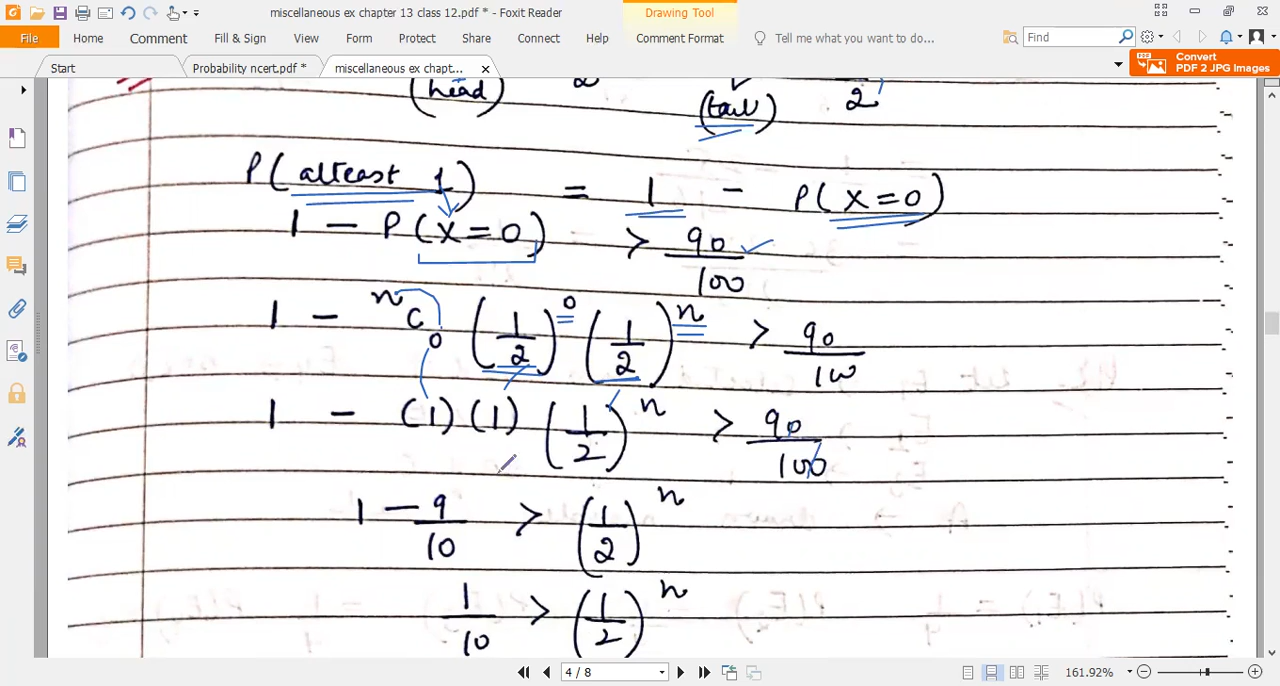 miscellaneous ex chapter 13 class 12.pdf * - Foxit Reader
Drawing Tool
File Home Comment Fill & Sign View Form Protect Share Connect Help Comment Format Tell me what you want to do... Find
Start Probability ncert.pdf * miscellaneous ex chapt... Convert PDF 2 JPG Images
(head) (tail) 2
P(atleast 1) = 1 - P(X=0)
1 - P(X=0) > 90/100
1 - nC0 (1/2)^0 (1/2)^n > 90/100
1 - (1)(1) (1/2)^n > 90/100
1 - 9/10 > (1/2)^n
1/10 > (1/2)^n
4 / 8 161.92%